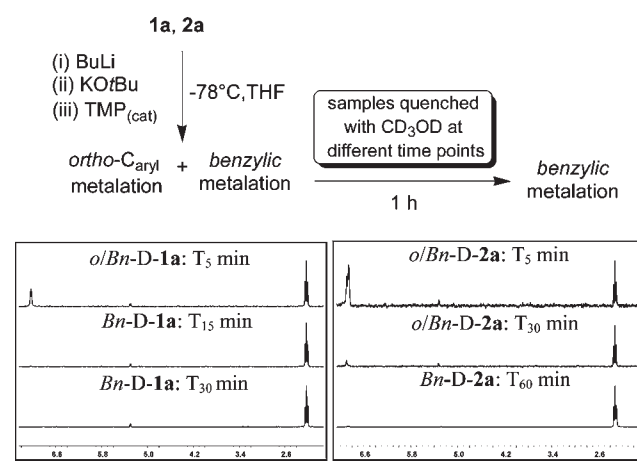 1a, 2a
(i) BuLi
(ii) KOtBu
(iii) TMP(cat)
-78°C,THF
samples quenched
with CD3OD at
different time points
ortho-Caryl
metalation
+
benzylic
metalation
1 h
benzylic
metalation
o/Bn-D-1a: T5 min
Bn-D-1a: T15 min
Bn-D-1a: T30 min
6.6 5.8 5.0 4.2 3.4 2.6
o/Bn-D-2a: T5 min
o/Bn-D-2a: T30 min
Bn-D-2a: T60 min
6.6 5.8 5.0 4.2 3.4 2.6